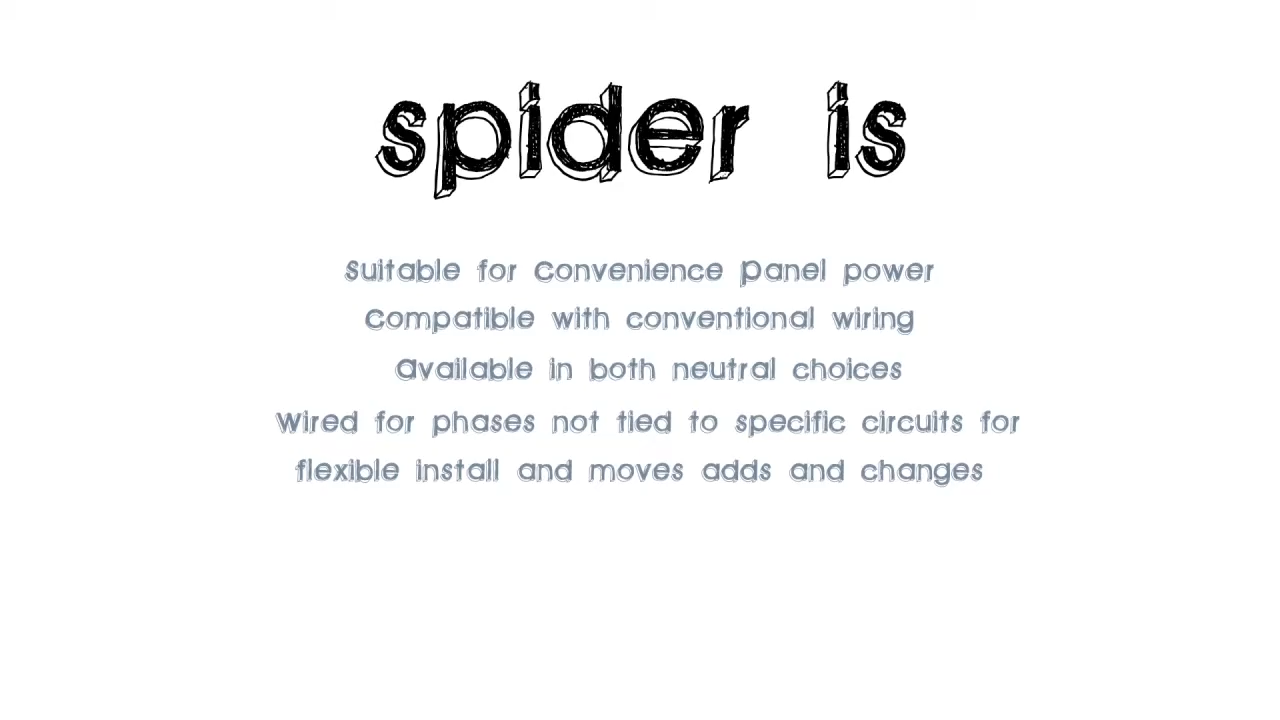 spider is
Suitable for Convenience Panel power
Compatible with conventional wiring
Available in both neutral choices
Wired for phases not tied to specific circuits for
flexible install and moves adds and changes